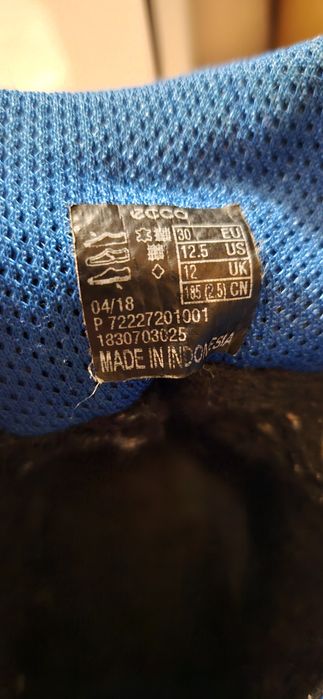 ecco
30 EU
12.5 US
12 UK
185 (2.5) CN
04/18
P 72227201001
1830703025
MADE IN INDONESIA